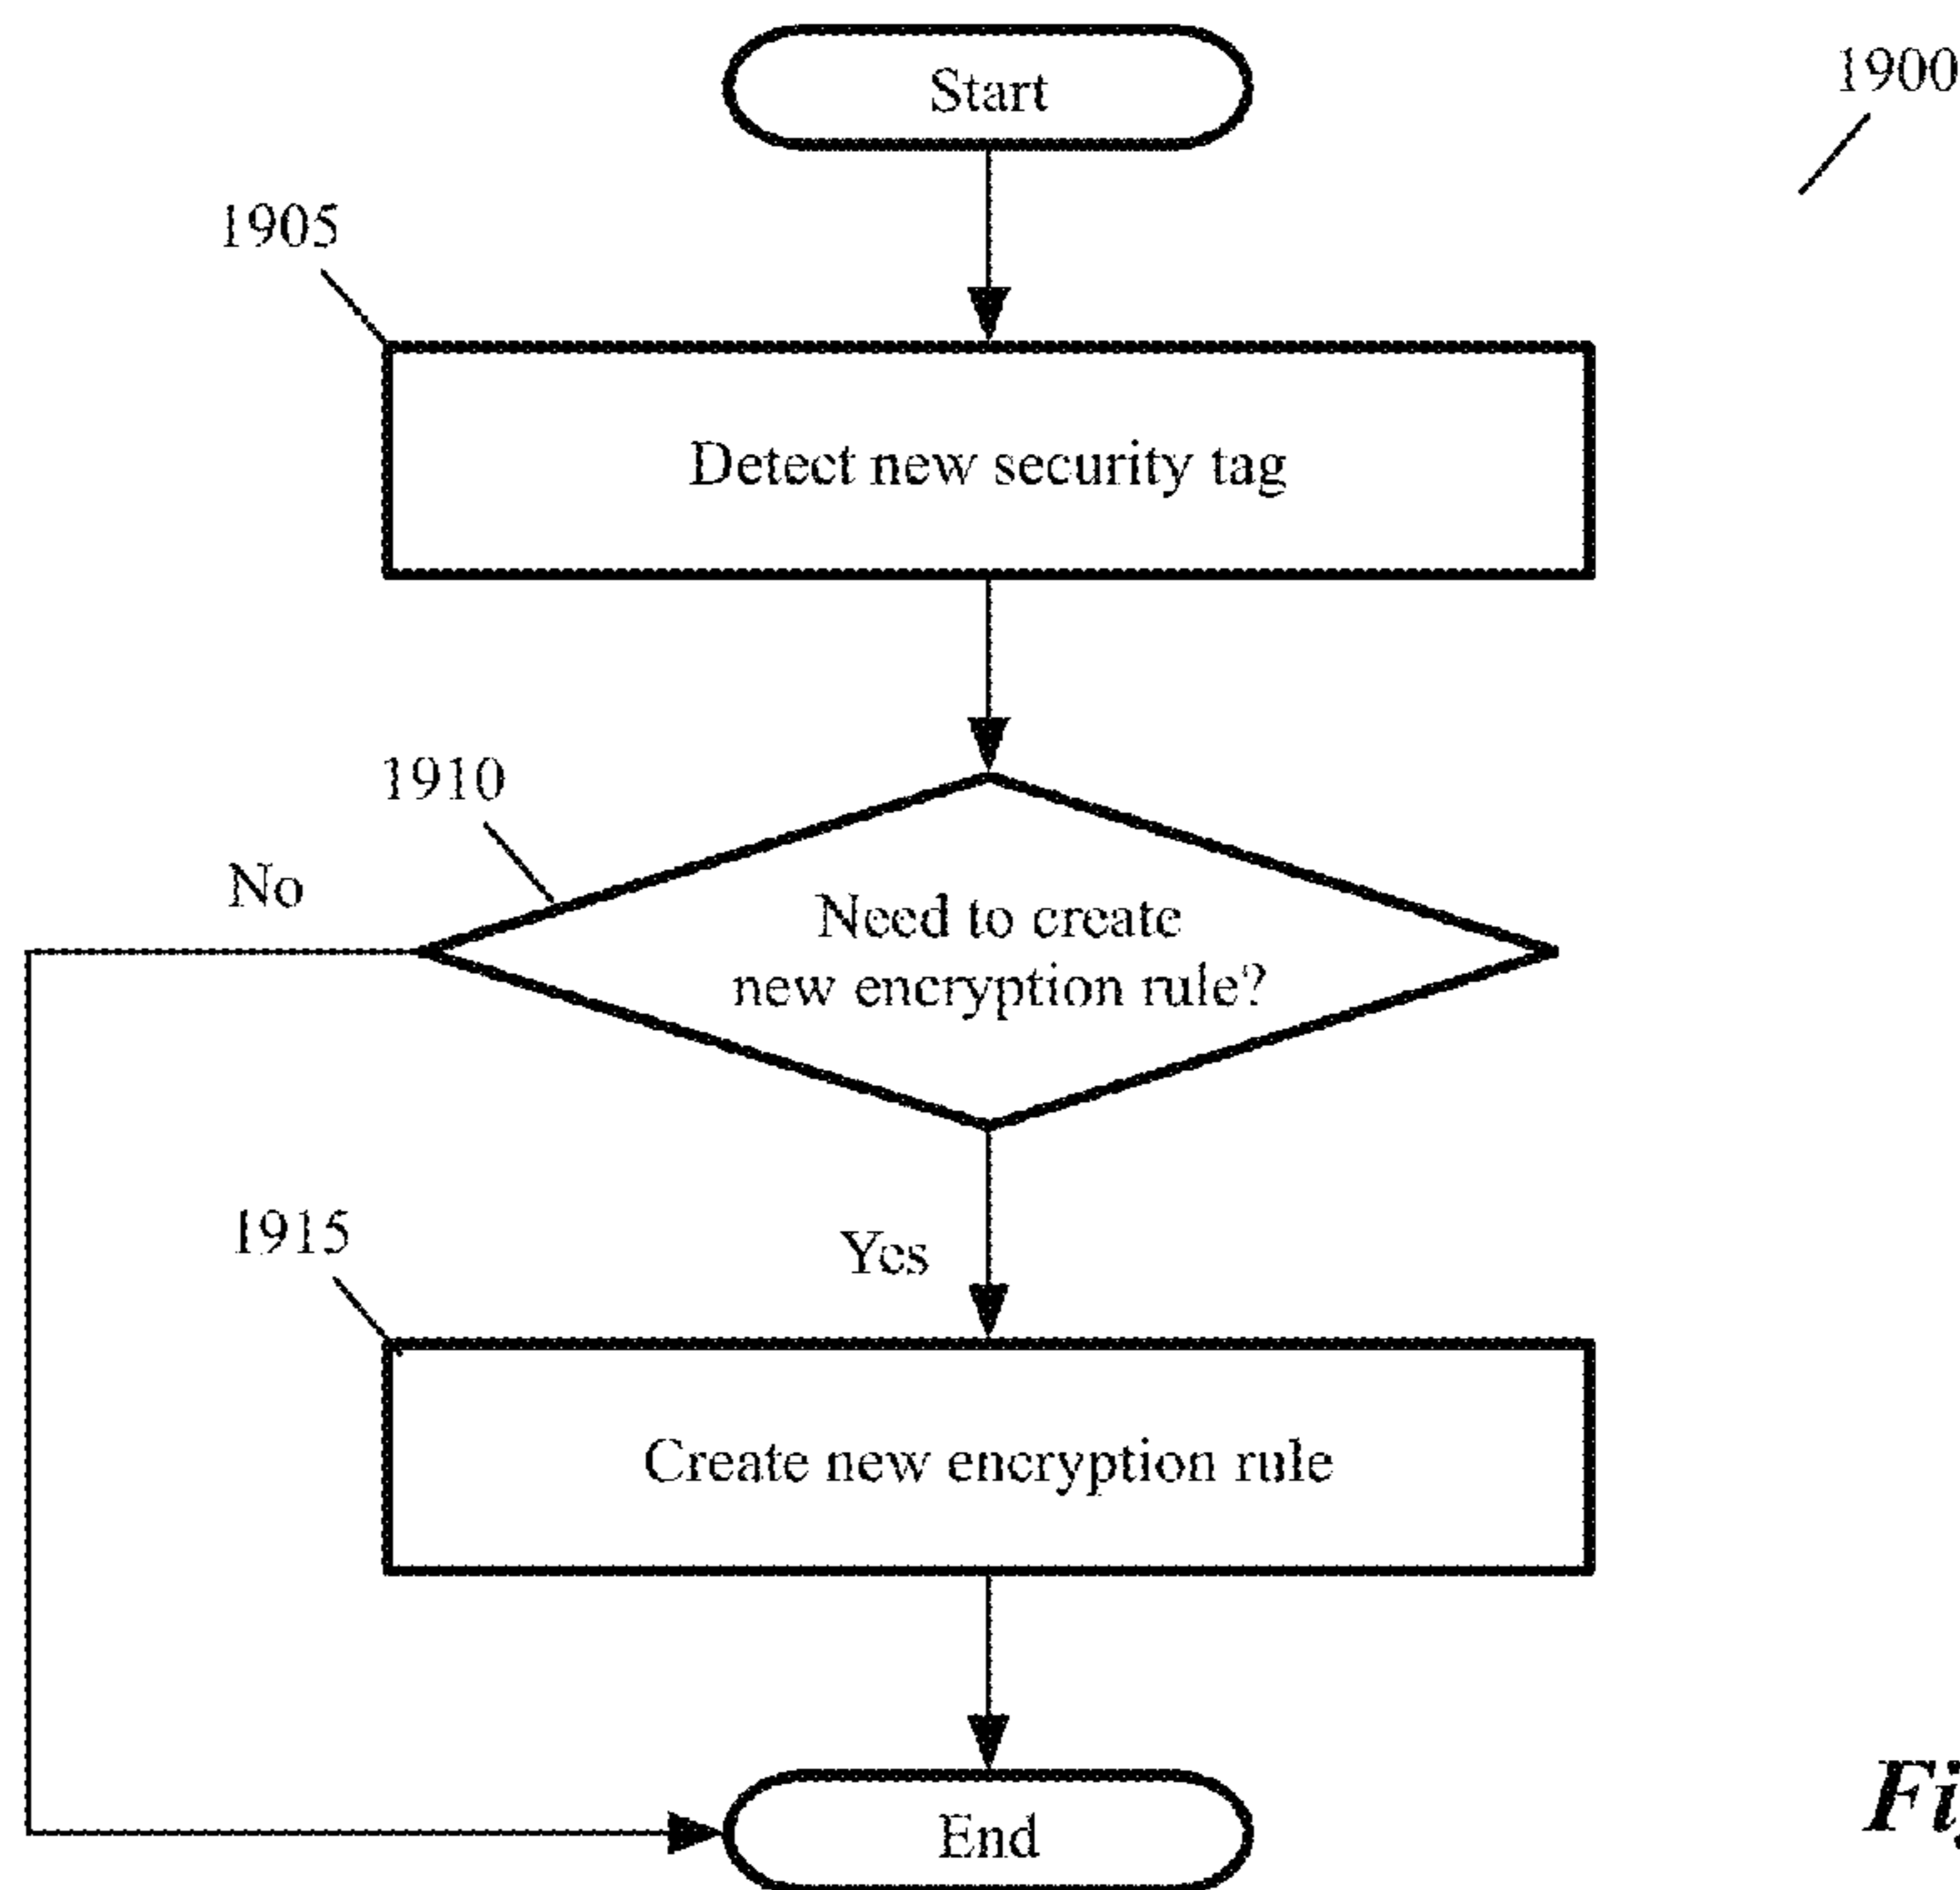 Start
1900
1905
Detect new security tag
1910
No
Need to create
new encryption rule?
1915
Yes
Create new encryption rule
End